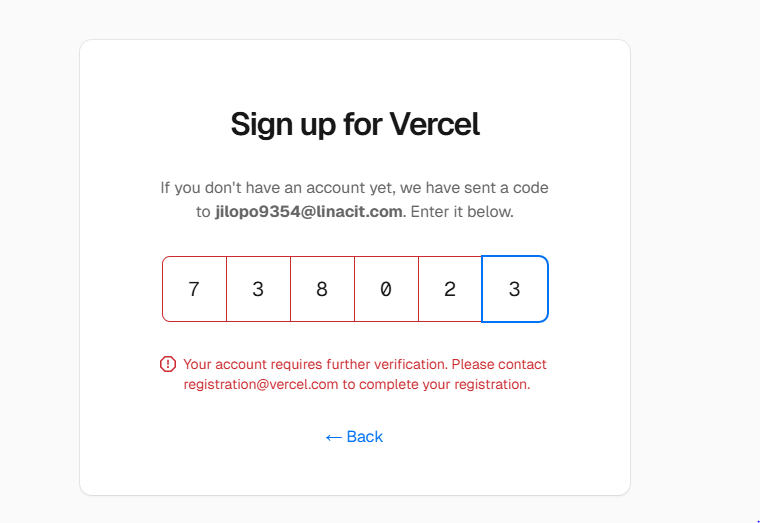 Sign up for Vercel
If you don't have an account yet, we have sent a code
to jilopo9354@linacit.com. Enter it below.
7 3 8 0 2 3
Your account requires further verification. Please contact
registration@vercel.com to complete your registration.
← Back